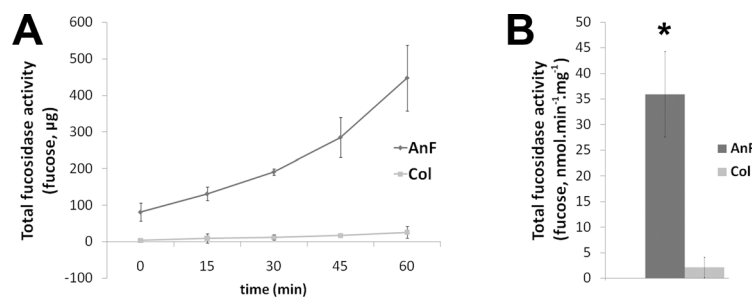 A
Total fucosidase activity
(fucose, µg)
600
500
400
300
200
100
0
-100
0 15 30 45 60
time (min)
AnF
Col
B
Total fucosidase activity
(fucose, nmol.min⁻¹.mg⁻¹)
50
45
40
35
30
25
20
15
10
5
0
*
AnF
Col